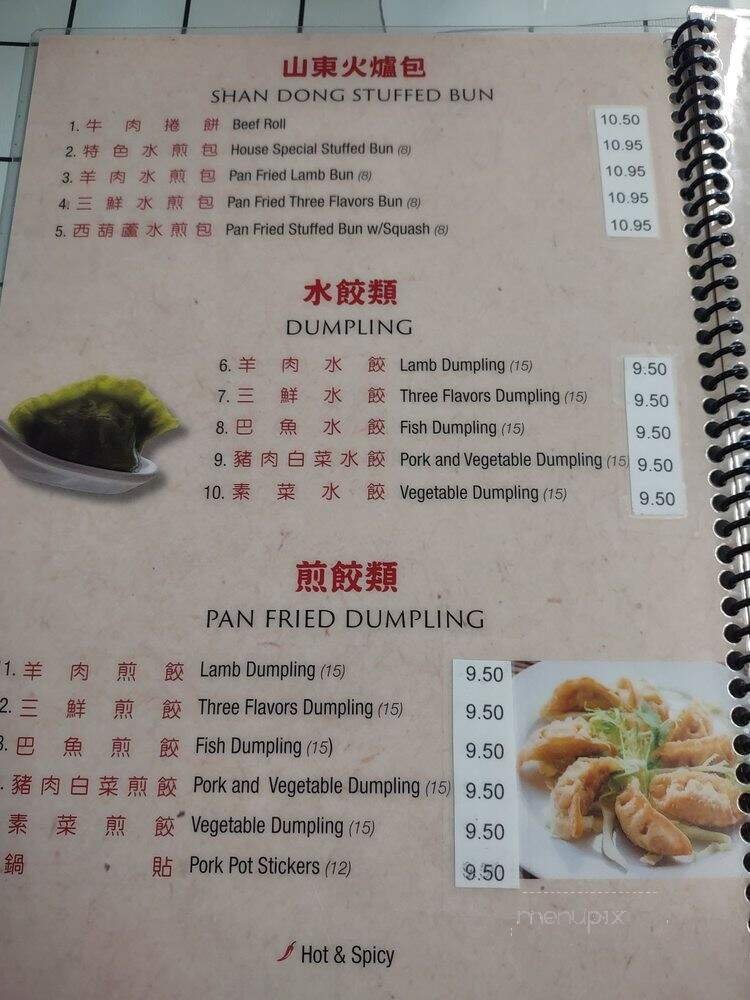 山東火爐包
SHAN DONG STUFFED BUN
1. 牛肉捲餅 Beef Roll 10.50
2. 特色水煎包 House Special Stuffed Bun (8) 10.95
3. 羊肉水煎包 Pan Fried Lamb Bun (8) 10.95
4. 三鮮水煎包 Pan Fried Three Flavors Bun (8) 10.95
5. 西葫蘆水煎包 Pan Fried Stuffed Bun w/Squash (8) 10.95
水餃類
DUMPLING
6. 羊肉水餃 Lamb Dumpling (15) 9.50
7. 三鮮水餃 Three Flavors Dumpling (15) 9.50
8. 巴魚水餃 Fish Dumpling (15) 9.50
9. 豬肉白菜水餃 Pork and Vegetable Dumpling (15) 9.50
10. 素菜水餃 Vegetable Dumpling (15) 9.50
煎餃類
PAN FRIED DUMPLING
1. 羊肉煎餃 Lamb Dumpling (15) 9.50
2. 三鮮煎餃 Three Flavors Dumpling (15) 9.50
3. 巴魚煎餃 Fish Dumpling (15) 9.50
. 豬肉白菜煎餃 Pork and Vegetable Dumpling (15) 9.50
素菜煎餃 Vegetable Dumpling (15) 9.50
鍋貼 Pork Pot Stickers (12) 9.50
menupix
Hot & Spicy